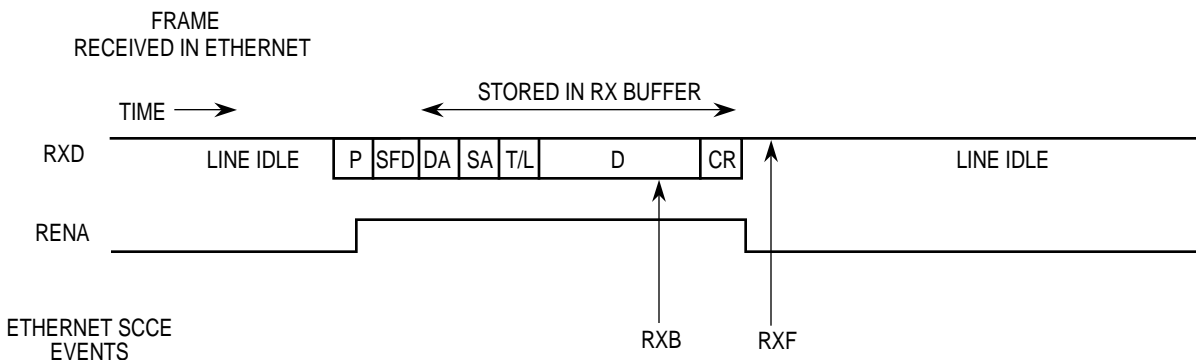 FRAME
RECEIVED IN ETHERNET
STORED IN RX BUFFER
TIME
RXD
LINE IDLE
P
SFD
DA
SA
T/L
D
CR
LINE IDLE
RENA
ETHERNET SCCE
EVENTS
RXB
RXF